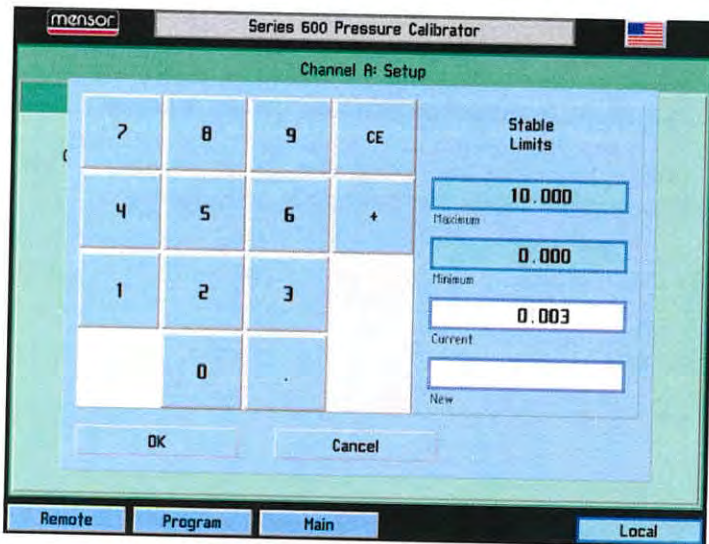 mensor
Series 600 Pressure Calibrator
Channel A: Setup
7 8 9 CE
4 5 6 +
1 2 3
0 .
Stable
Limits
10.000
Maximum
0.000
Minimum
0.003
Current
New
OK Cancel
Remote Program Main Local